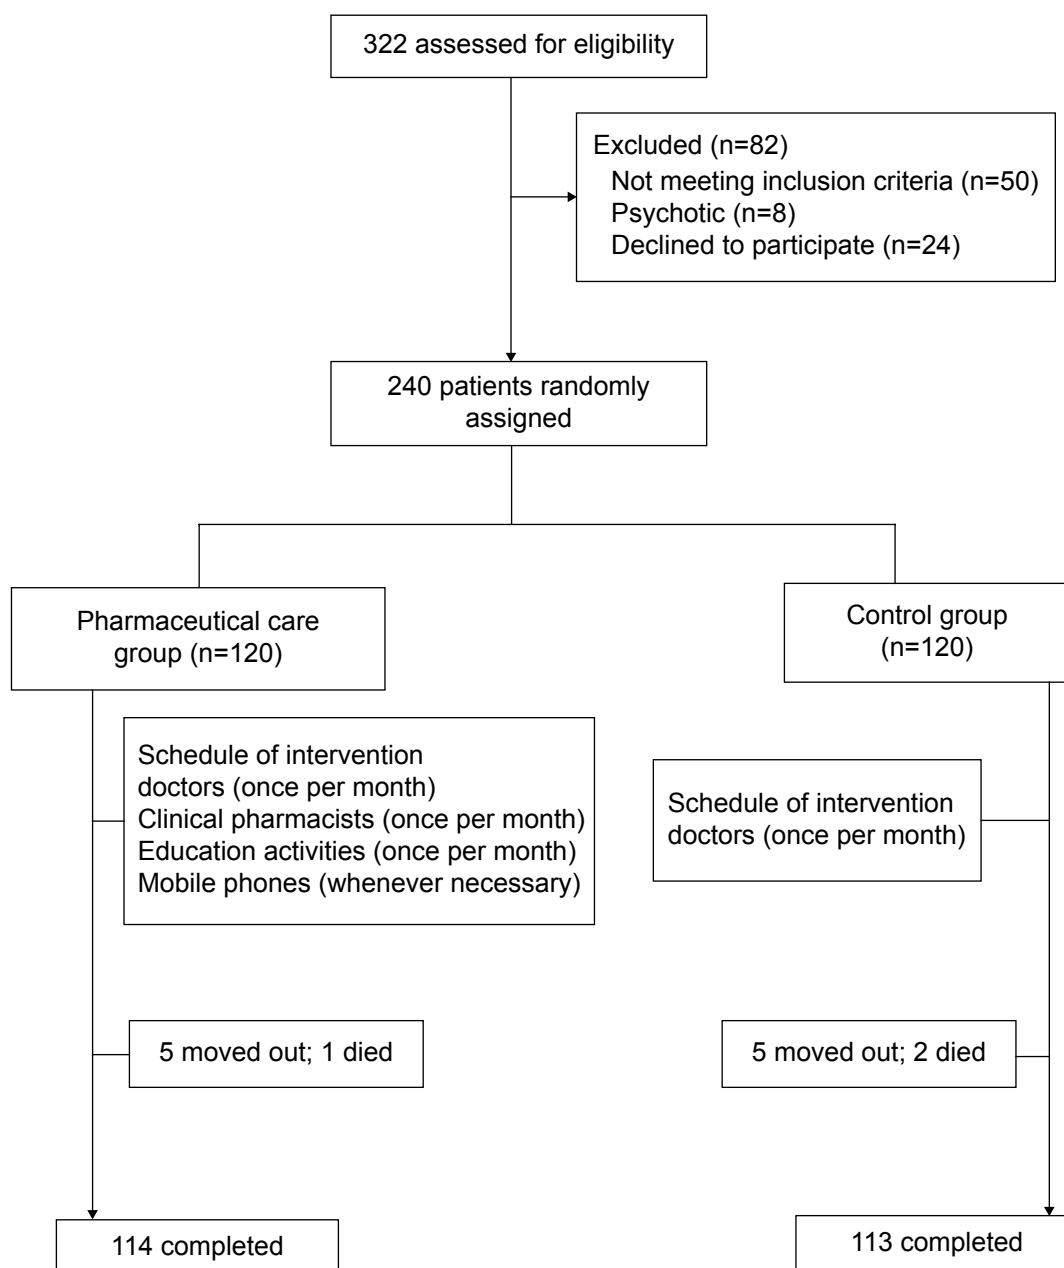 322 assessed for eligibility
Excluded (n=82)
Not meeting inclusion criteria (n=50)
Psychotic (n=8)
Declined to participate (n=24)
240 patients randomly
assigned
Pharmaceutical care
group (n=120)
Control group
(n=120)
Schedule of intervention
doctors (once per month)
Clinical pharmacists (once per month)
Education activities (once per month)
Mobile phones (whenever necessary)
Schedule of intervention
doctors (once per month)
5 moved out; 1 died
5 moved out; 2 died
114 completed
113 completed